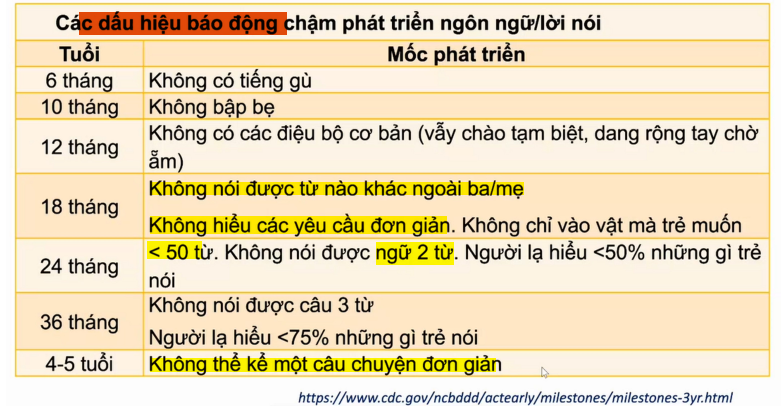 Các dấu hiệu báo động chậm phát triển ngôn ngữ/lời nói
Tuổi
Mốc phát triển
6 tháng
Không có tiếng gù
10 tháng
Không bập bẹ
12 tháng
Không có các điệu bộ cơ bản (vẫy chào tạm biệt, dang rộng tay chờ
ẵm)
18 tháng
Không nói được từ nào khác ngoài ba/mẹ
Không hiểu các yêu cầu đơn giản. Không chỉ vào vật mà trẻ muốn
24 tháng
< 50 từ. Không nói được ngữ 2 từ. Người lạ hiểu <50% những gì trẻ
nói
36 tháng
Không nói được câu 3 từ
Người lạ hiểu <75% những gì trẻ nói
4-5 tuổi
Không thể kể một câu chuyện đơn giản
https://www.cdc.gov/ncbddd/actearly/milestones/milestones-3yr.html